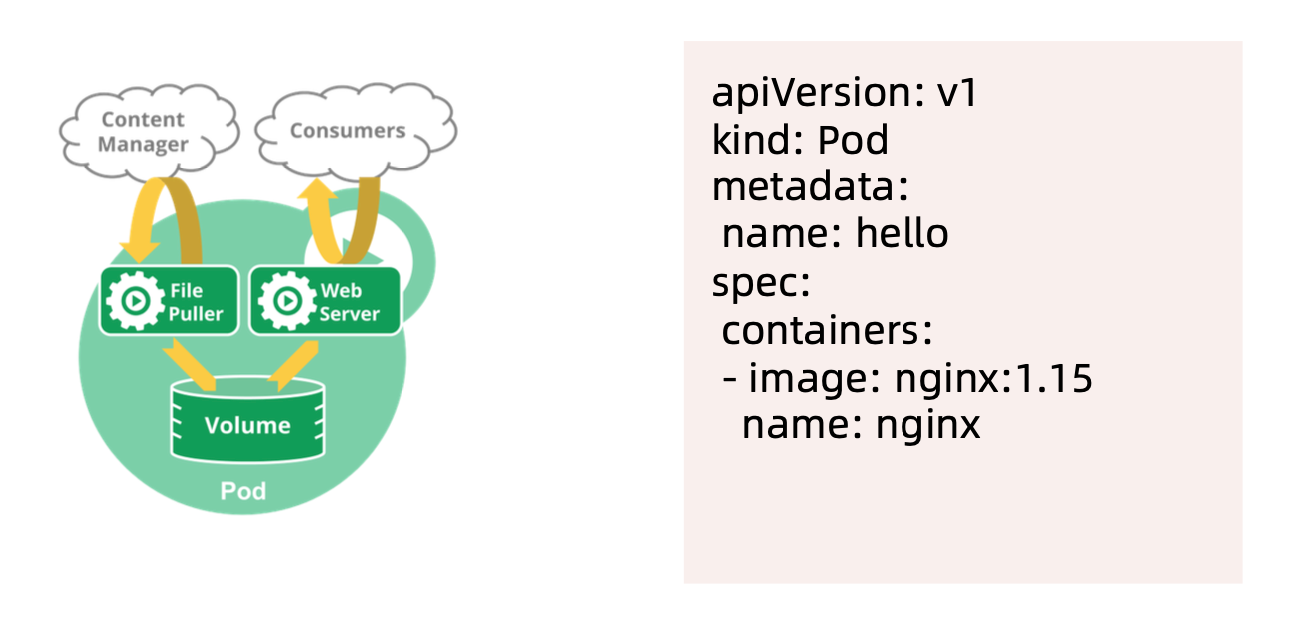 Content
Manager
Consumers
File
Puller
Web
Server
Volume
Pod
apiVersion: v1
kind: Pod
metadata:
 name: hello
spec:
 containers:
 - image: nginx:1.15
   name: nginx